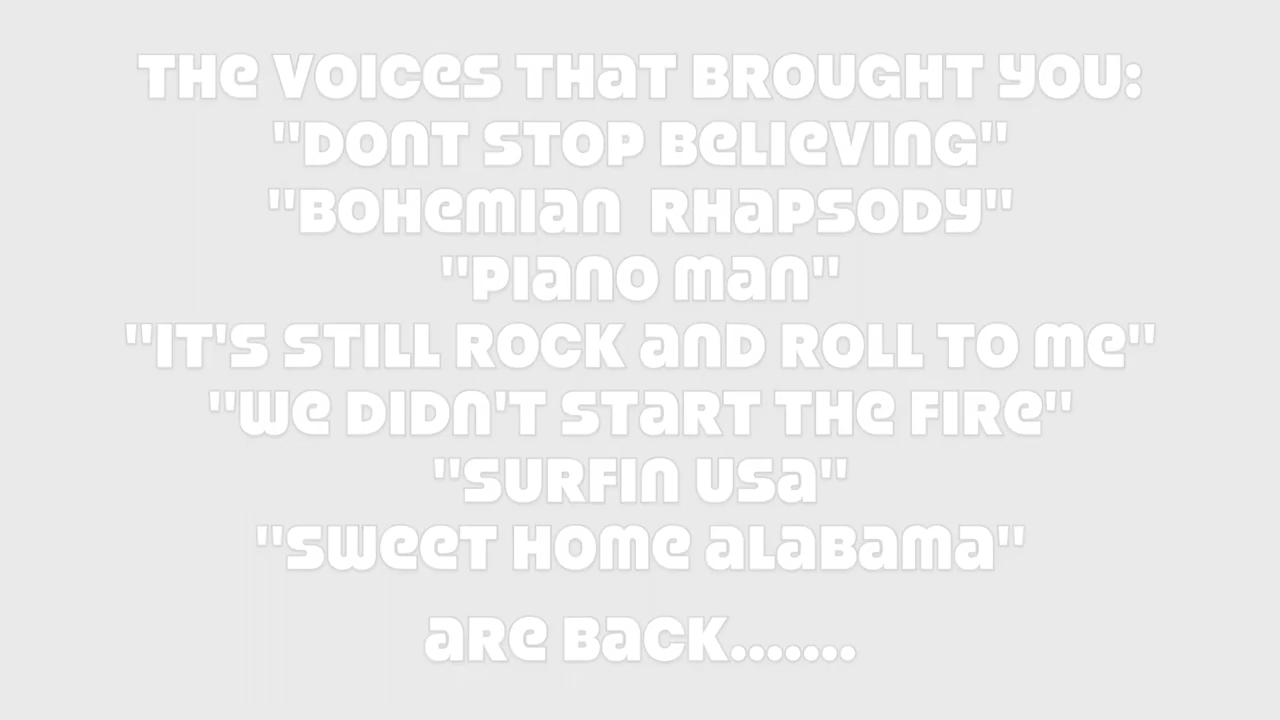 THE VOICES THAT BROUGHT YOU:
"DONT STOP BELIEVING"
"BOHEMIAN RHAPSODY"
"PIANO MAN"
"IT'S STILL ROCK AND ROLL TO ME"
"WE DIDN'T START THE FIRE"
"SURFIN USA"
"SWEET HOME ALABAMA"
ARE BACK.......